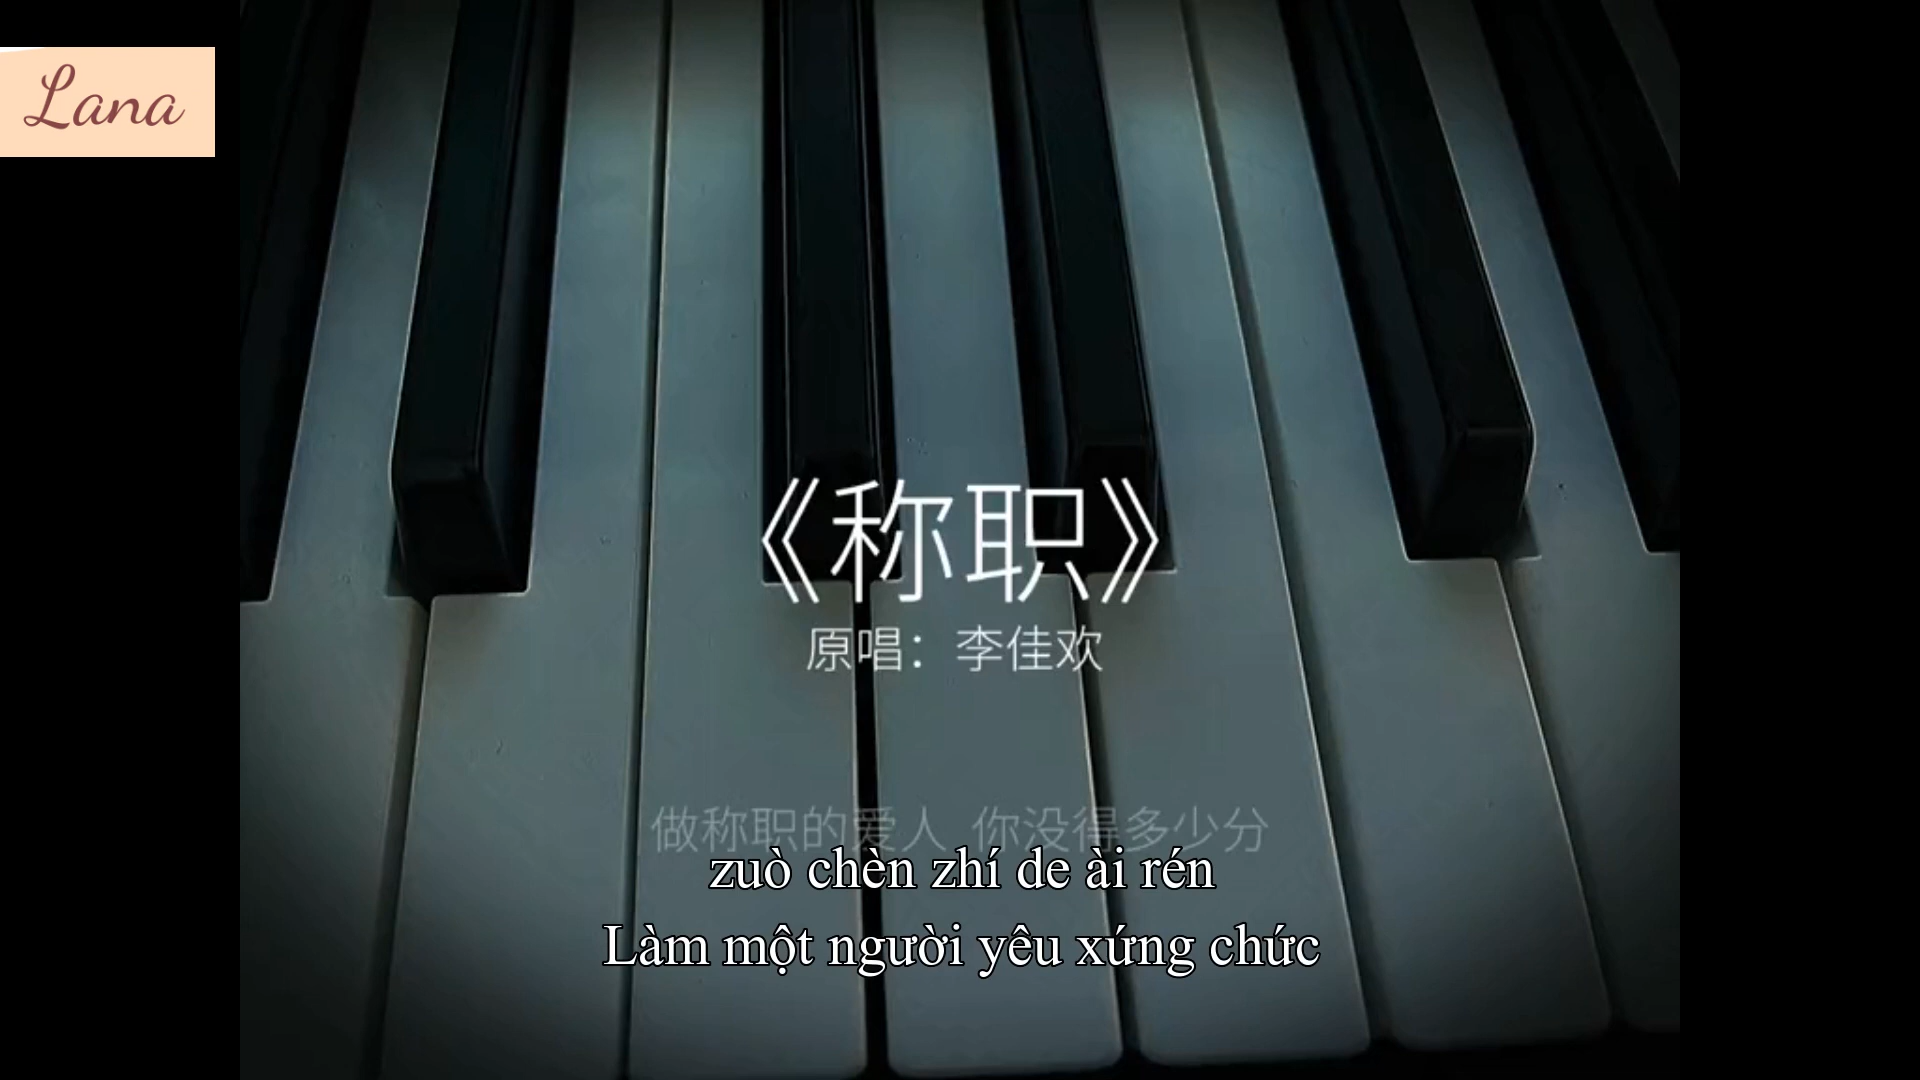 Lana
《称职》
原唱：李佳欢
做称职的爱人 你没得多少分
zuò chèn zhí de ài rén
Làm một người yêu xứng chức